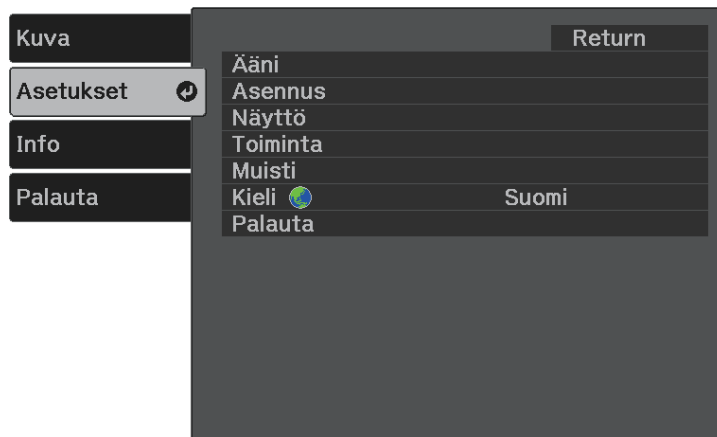 Kuva
Asetukset
Info
Palauta
Return
Ääni
Asennus
Näyttö
Toiminta
Muisti
Kieli Suomi
Palauta